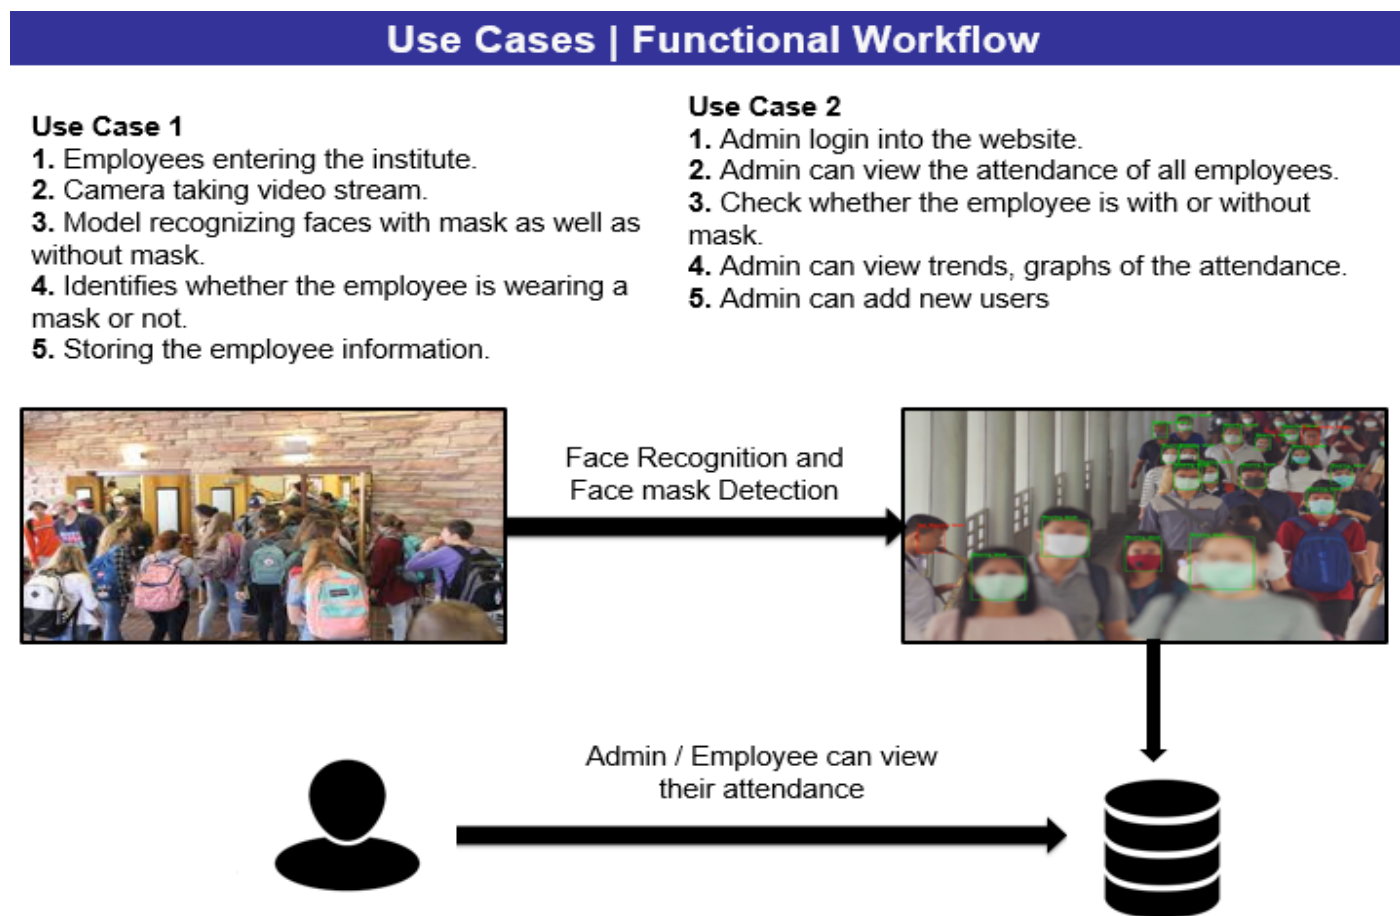 Use Cases | Functional Workflow
Use Case 1
1. Employees entering the institute.
2. Camera taking video stream.
3. Model recognizing faces with mask as well as
without mask.
4. Identifies whether the employee is wearing a
mask or not.
5. Storing the employee information.
Use Case 2
1. Admin login into the website.
2. Admin can view the attendance of all employees.
3. Check whether the employee is with or without
mask.
4. Admin can view trends, graphs of the attendance.
5. Admin can add new users
Face Recognition and
Face mask Detection
Admin / Employee can view
their attendance